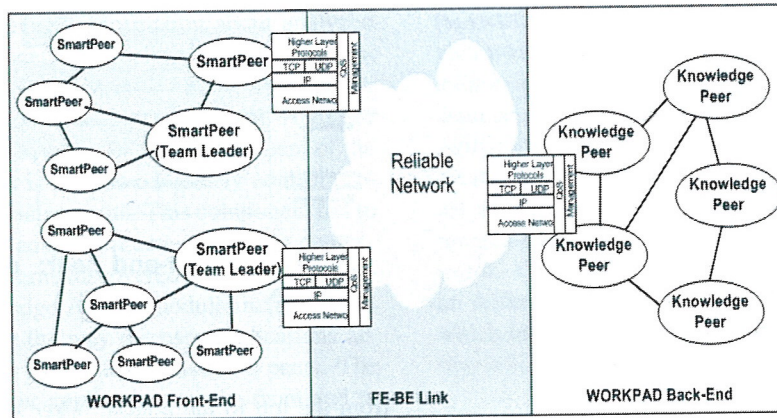 SmartPeer
SmartPeer
SmartPeer
SmartPeer
SmartPeer
(Team Leader)
Higher Layer
Protocols
TCP UDP
IP
Access Networ
QoS
Management
SmartPeer
SmartPeer
(Team Leader)
SmartPeer
SmartPeer
SmartPeer
SmartPeer
Higher Layer
Protocols
TCP UDP
IP
Access Networ
QoS
Management
WORKPAD Front-End
Reliable
Network
FE-BE Link
Higher Layer
Protocols
TCP UDP
IP
Access Networ
QoS
Management
Knowledge
Peer
Knowledge
Peer
Knowledge
Peer
Knowledge
Peer
Knowledge
Peer
WORKPAD Back-End